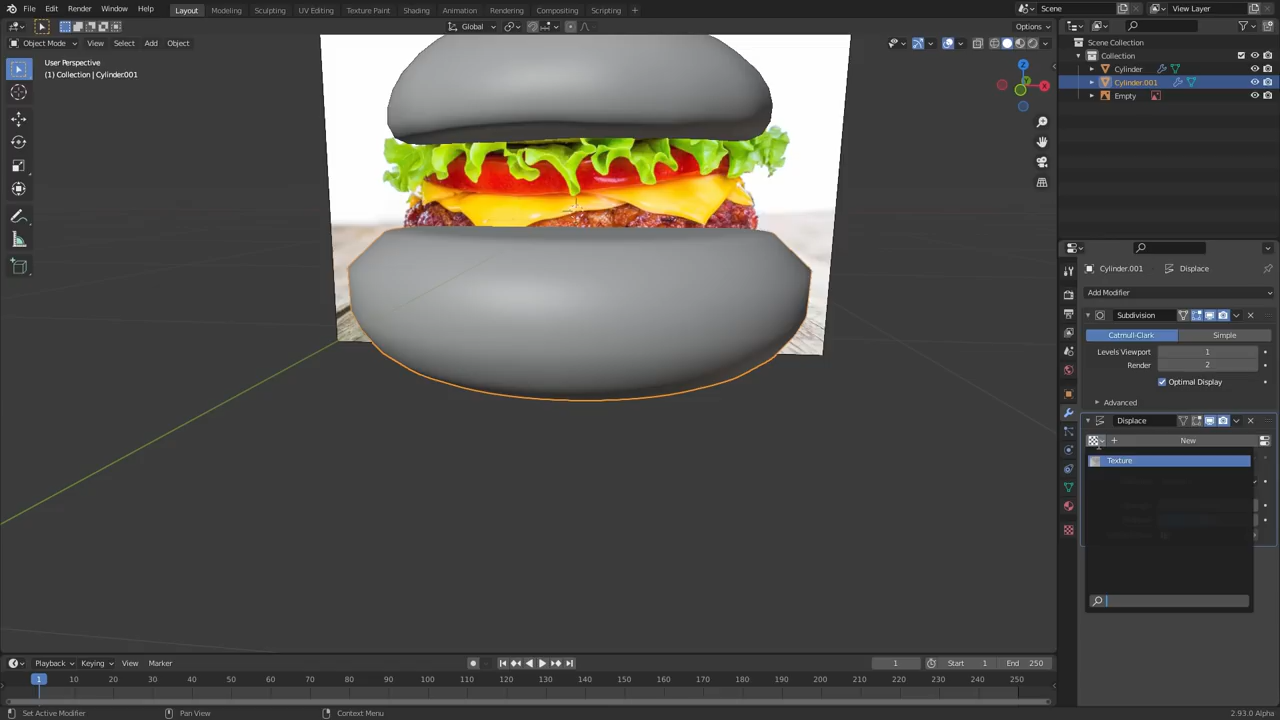 File Edit Render Window Help Layout Modeling Sculpting UV Editing Texture Paint Shading Animation Rendering Compositing Scripting + Scene View Layer
Global Options
Object Mode View Select Add Object
User Perspective
(1) Collection | Cylinder.001
Scene Collection
Collection
Cylinder
Cylinder.001
Empty
X
Y
Z
Cylinder.001 Displace
Add Modifier
Subdivision
Catmull-Clark Simple
Levels Viewport 1
Render 2
Optimal Display
Advanced
Displace
New
Texture
Playback Keying View Marker 1 Start 1 End 250
1 10 20 30 40 50 60 70 80 90 100 110 120 130 140 150 160 170 180 190 200 210 220 230 240 250
Set Active Modifier Pan View Context Menu 2.93.0 Alpha